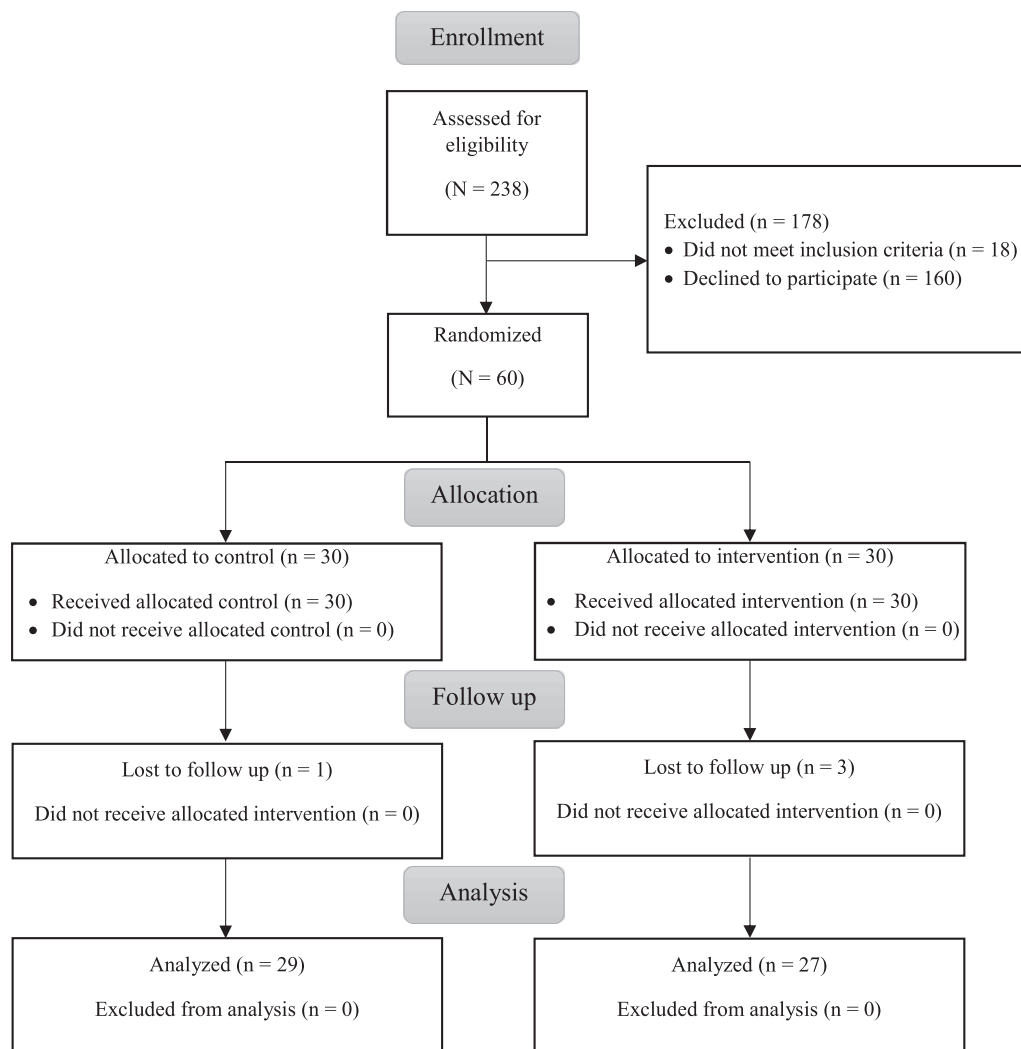 Enrollment
Assessed for
eligibility
(N = 238)
Excluded (n = 178)
• Did not meet inclusion criteria (n = 18)
• Declined to participate (n = 160)
Randomized
(N = 60)
Allocation
Allocated to control (n = 30)
• Received allocated control (n = 30)
• Did not receive allocated control (n = 0)
Allocated to intervention (n = 30)
• Received allocated intervention (n = 30)
• Did not receive allocated intervention (n = 0)
Follow up
Lost to follow up (n = 1)
Did not receive allocated intervention (n = 0)
Lost to follow up (n = 3)
Did not receive allocated intervention (n = 0)
Analysis
Analyzed (n = 29)
Excluded from analysis (n = 0)
Analyzed (n = 27)
Excluded from analysis (n = 0)